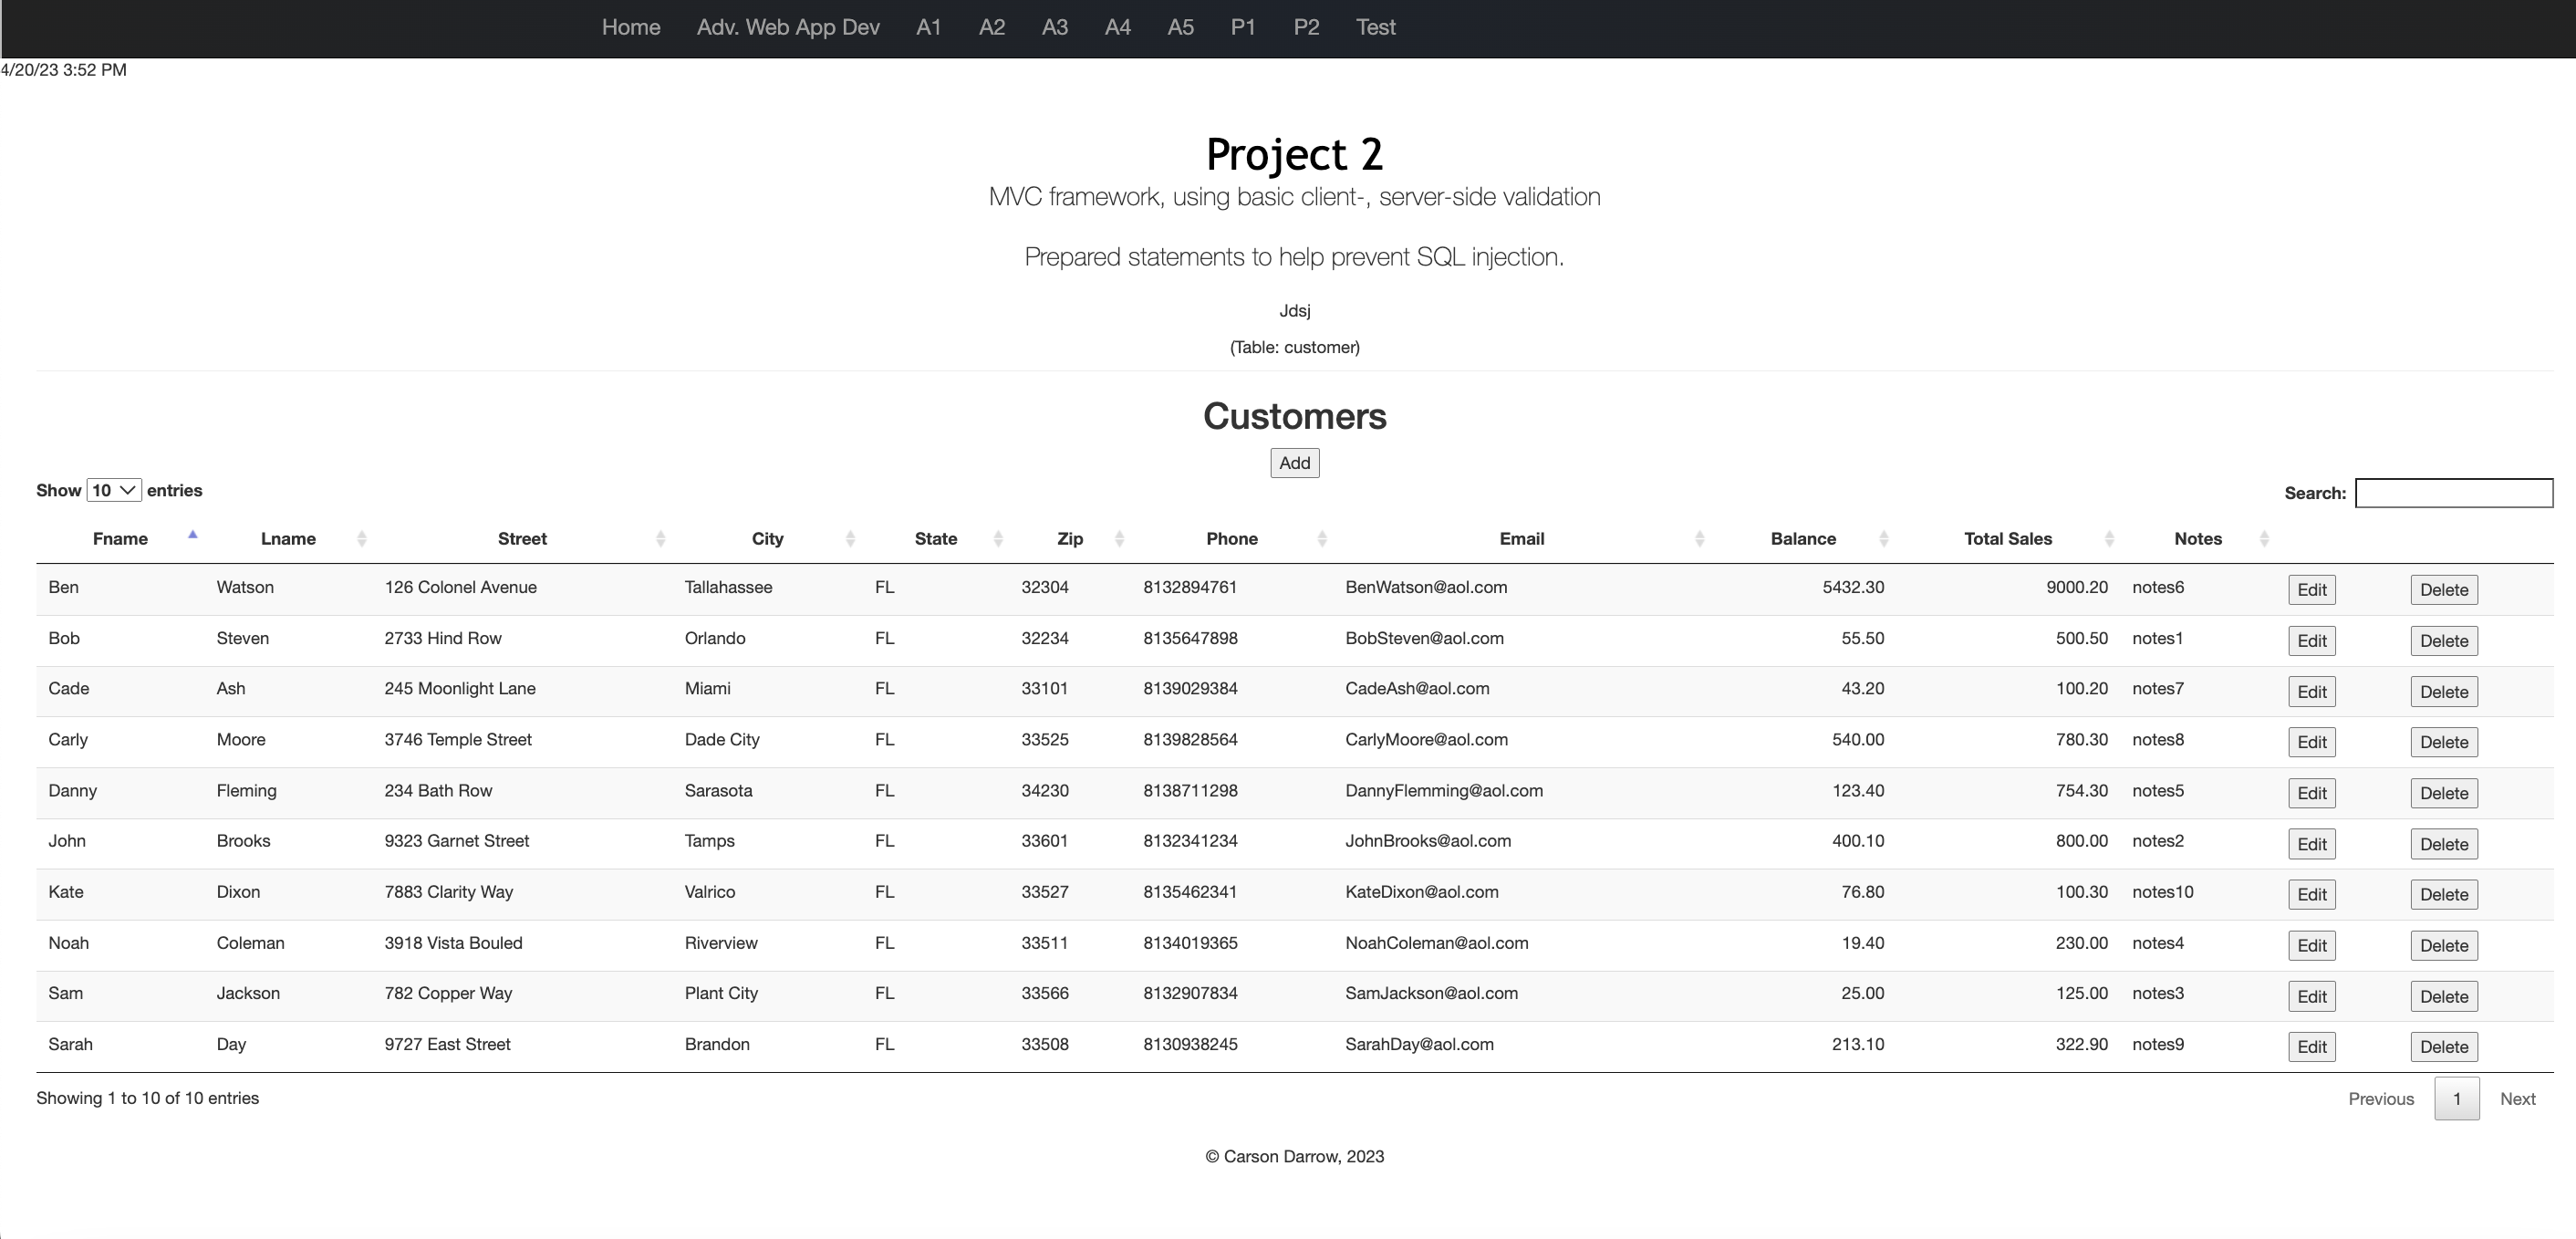 Home Adv. Web App Dev A1 A2 A3 A4 A5 P1 P2 Test
4/20/23 3:52 PM
Project 2
MVC framework, using basic client-, server-side validation
Prepared statements to help prevent SQL injection.
Jdsj
(Table: customer)
Customers
Add
Show 10 entries Search:
Fname Lname Street City State Zip Phone Email Balance Total Sales Notes
Ben Watson 126 Colonel Avenue Tallahassee FL 32304 8132894761 BenWatson@aol.com 5432.30 9000.20 notes6 Edit Delete
Bob Steven 2733 Hind Row Orlando FL 32234 8135647898 BobSteven@aol.com 55.50 500.50 notes1 Edit Delete
Cade Ash 245 Moonlight Lane Miami FL 33101 8139029384 CadeAsh@aol.com 43.20 100.20 notes7 Edit Delete
Carly Moore 3746 Temple Street Dade City FL 33525 8139828564 CarlyMoore@aol.com 540.00 780.30 notes8 Edit Delete
Danny Fleming 234 Bath Row Sarasota FL 34230 8138711298 DannyFlemming@aol.com 123.40 754.30 notes5 Edit Delete
John Brooks 9323 Garnet Street Tamps FL 33601 8132341234 JohnBrooks@aol.com 400.10 800.00 notes2 Edit Delete
Kate Dixon 7883 Clarity Way Valrico FL 33527 8135462341 KateDixon@aol.com 76.80 100.30 notes10 Edit Delete
Noah Coleman 3918 Vista Bouled Riverview FL 33511 8134019365 NoahColeman@aol.com 19.40 230.00 notes4 Edit Delete
Sam Jackson 782 Copper Way Plant City FL 33566 8132907834 SamJackson@aol.com 25.00 125.00 notes3 Edit Delete
Sarah Day 9727 East Street Brandon FL 33508 8130938245 SarahDay@aol.com 213.10 322.90 notes9 Edit Delete
Showing 1 to 10 of 10 entries Previous 1 Next
© Carson Darrow, 2023